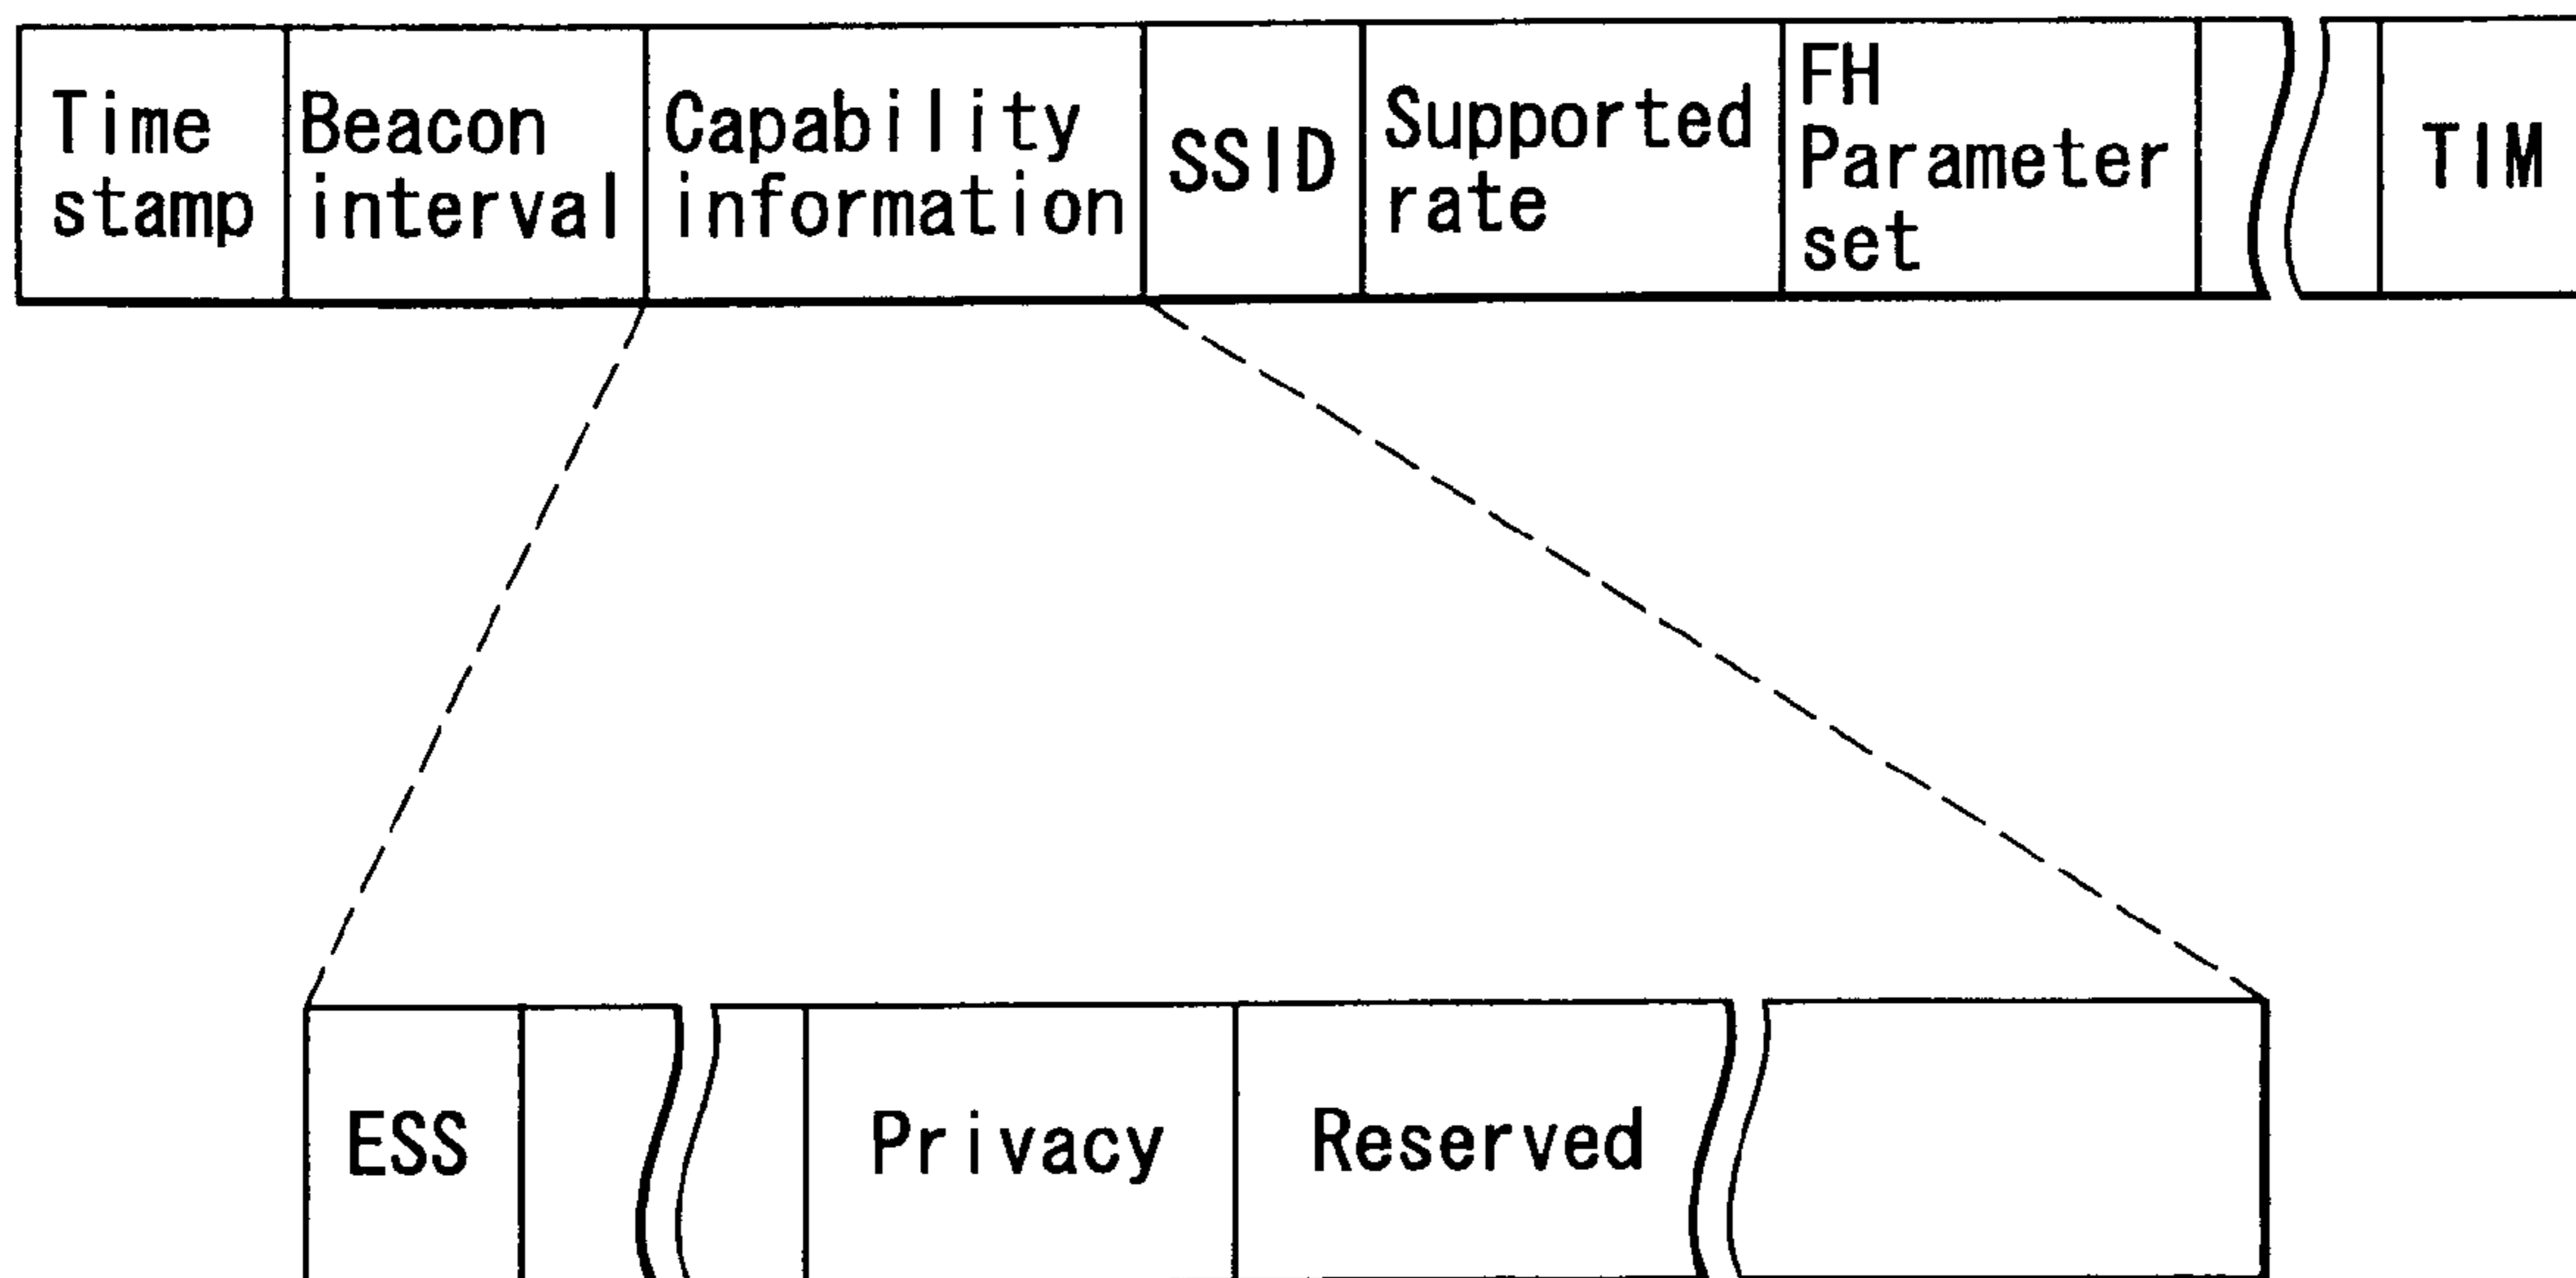 Time
stamp
Beacon
interval
Capability
information
SSID
Supported
rate
FH
Parameter
set
TIM
ESS
Privacy
Reserved